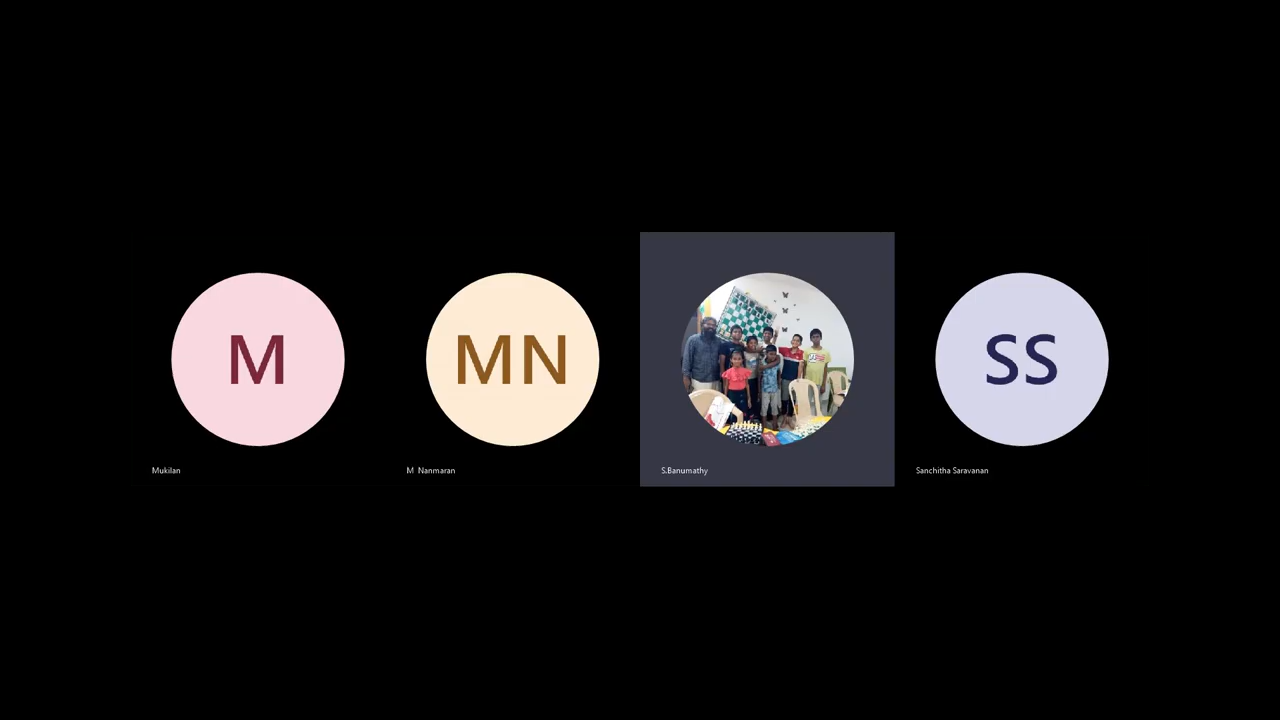 M
MN
SS
Mukilan
M Nanmaran
S.Banumathy
Sanchitha Saravanan